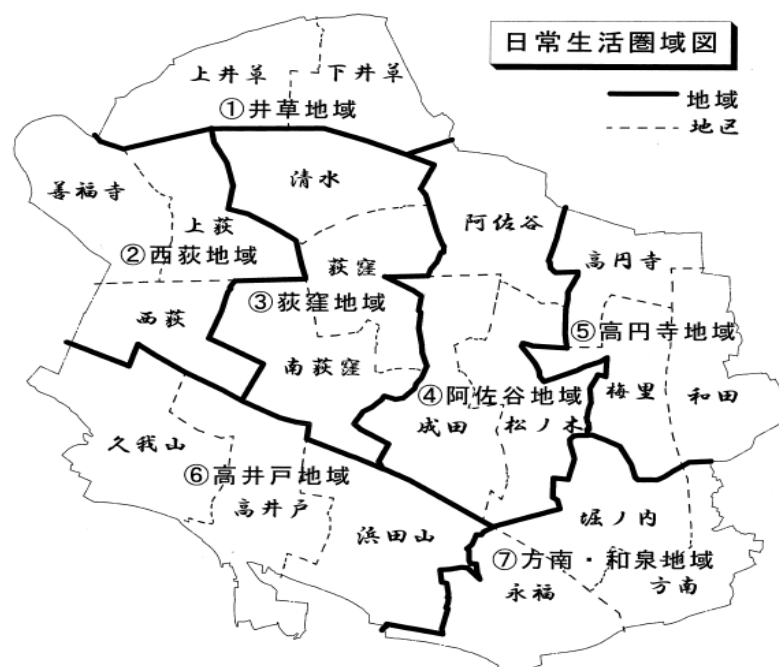 日常生活圏域図
地域
地区
上井草
下井草
①井草地域
善福寺
清水
上荻
阿佐谷
②西荻地域
荻窪
高円寺
③荻窪地域
西荻
⑤高円寺地域
南荻窪
④阿佐谷地域
梅里
和田
成田
松ノ木
久我山
⑥高井戸地域
高井戸
浜田山
堀ノ内
⑦方南・和泉地域
永福
方南